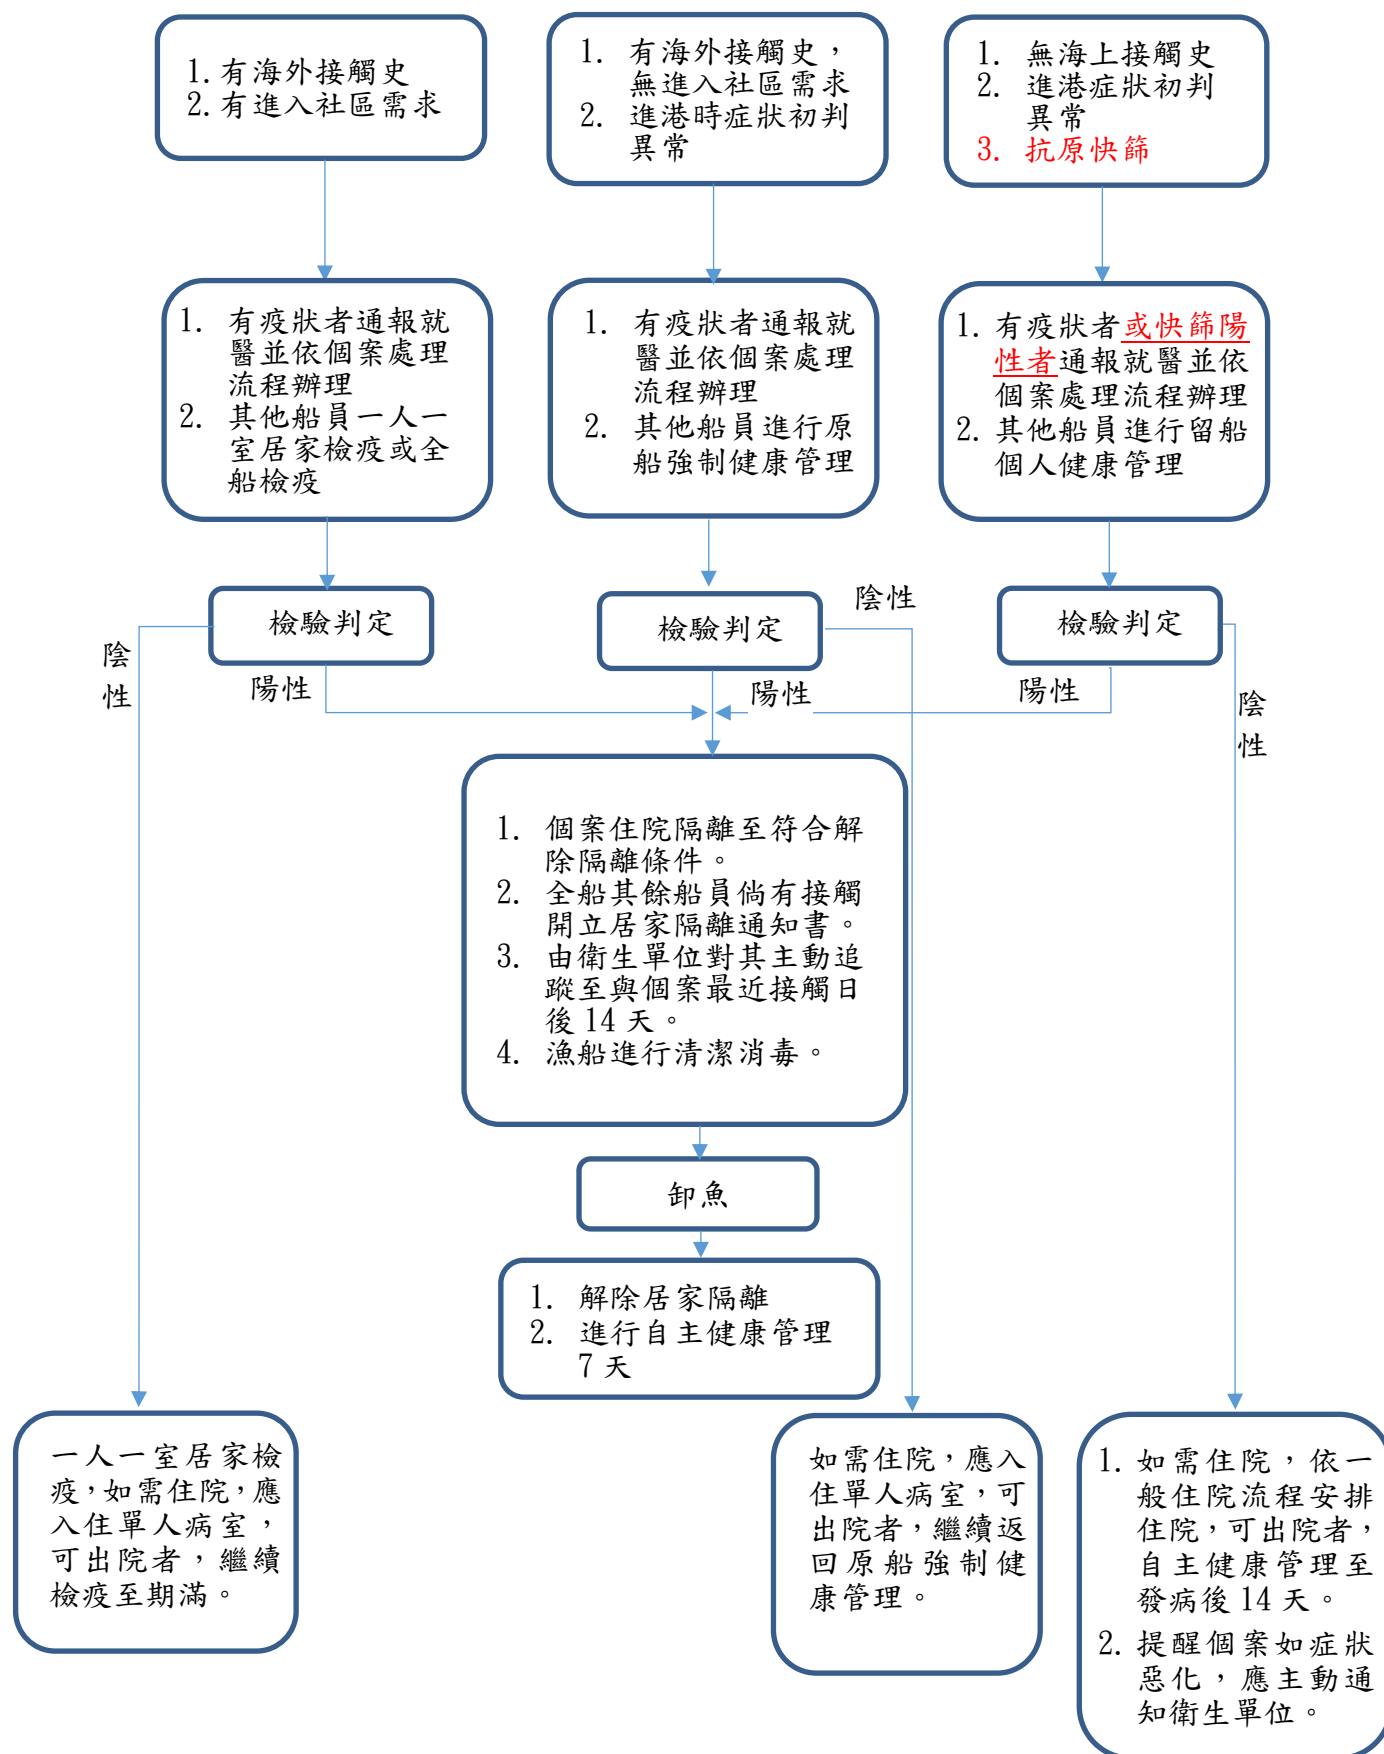 1. 有海外接觸史
2. 有進入社區需求
1. 有海外接觸史，
無進入社區需求
2. 進港時症狀初判
異常
1. 無海上接觸史
2. 進港症狀初判
異常
3. 抗原快篩
1. 有疫狀者通報就
醫並依個案處理
流程辦理
2. 其他船員一人一
室居家檢疫或全
船檢疫
1. 有疫狀者通報就
醫並依個案處理
流程辦理
2. 其他船員進行原
船強制健康管理
1. 有疫狀者或快篩陽
性者通報就醫並依
個案處理流程辦理
2. 其他船員進行留船
個人健康管理
檢驗判定
檢驗判定
陰性
檢驗判定
陰
性
陽性
陽性
陽性
陰
性
1. 個案住院隔離至符合解
除隔離條件。
2. 全船其餘船員倘有接觸
開立居家隔離通知書。
3. 由衛生單位對其主動追
蹤至與個案最近接觸日
後14天。
4. 漁船進行清潔消毒。
卸魚
1. 解除居家隔離
2. 進行自主健康管理
7天
一人一室居家檢
疫，如需住院，應
入住單人病室，
可出院者，繼續
檢疫至期滿。
如需住院，應入
住單人病室，可
出院者，繼續返
回原船強制健
康管理。
1. 如需住院，依一
般住院流程安排
住院，可出院者，
自主健康管理至
發病後14天。
2. 提醒個案如症狀
惡化，應主動通
知衛生單位。